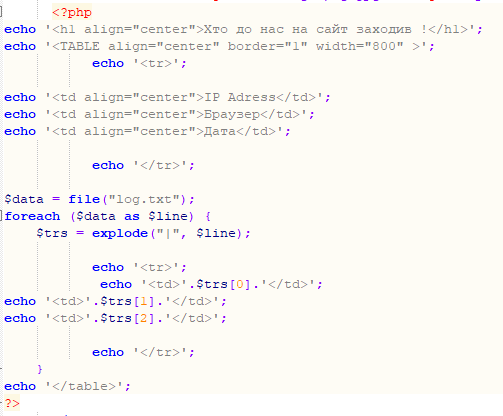 <?php
echo '<h1 align="center">Хто до нас на сайт заходив !</h1>';
echo '<TABLE align="center" border="1" width="800" >';
echo '<tr>';
echo '<td align="center">IP Adress</td>';
echo '<td align="center">Браузер</td>';
echo '<td align="center">Дата</td>';
echo '</tr>';
$data = file("log.txt");
foreach ($data as $line) {
$trs = explode("|", $line);
echo '<tr>';
echo '<td>'.$trs[0].'</td>';
echo '<td>'.$trs[1].'</td>';
echo '<td>'.$trs[2].'</td>';
echo '</tr>';
}
echo '</table>';
?>